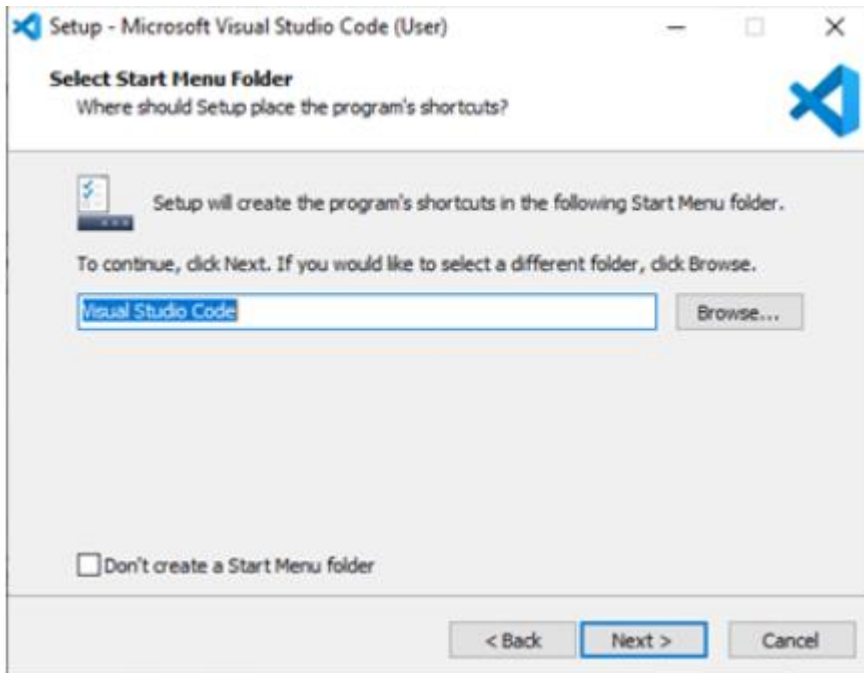 Setup - Microsoft Visual Studio Code (User)
Select Start Menu Folder
Where should Setup place the program's shortcuts?
Setup will create the program's shortcuts in the following Start Menu folder.
To continue, click Next. If you would like to select a different folder, click Browse.
Visual Studio Code
Browse...
Don't create a Start Menu folder
< Back
Next >
Cancel